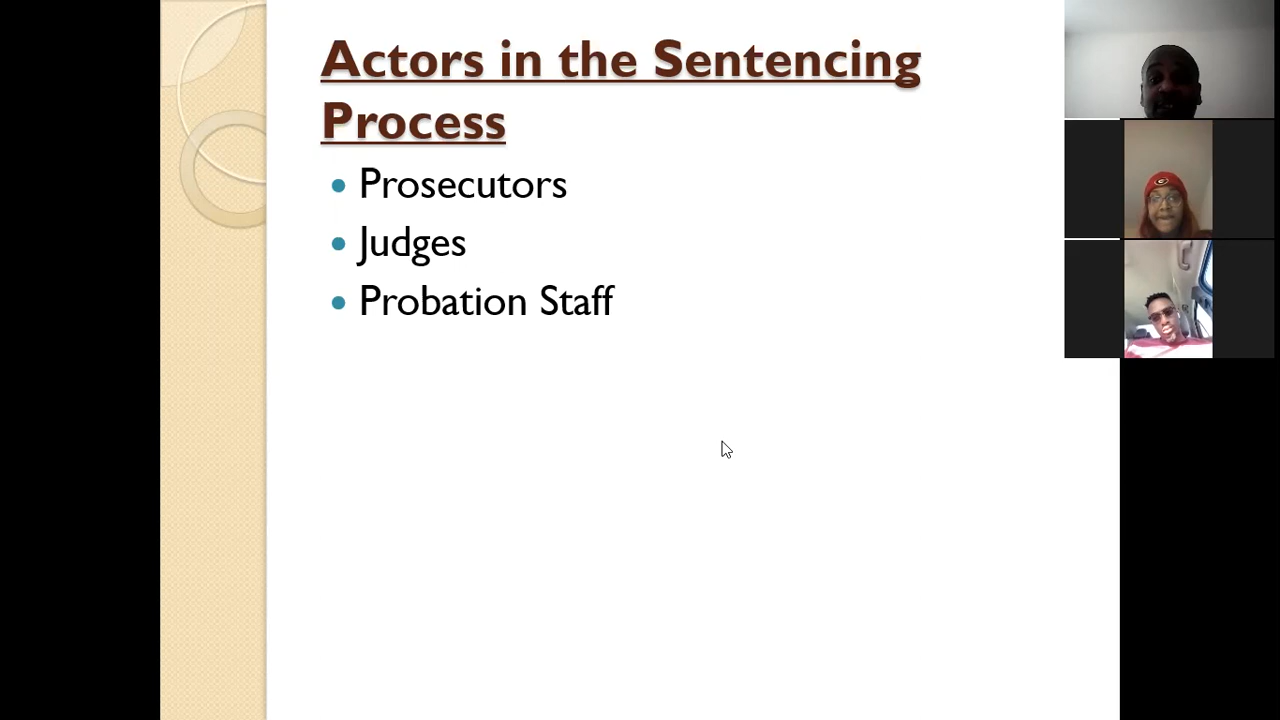 Actors in the Sentencing
Process
• Prosecutors
• Judges
• Probation Staff